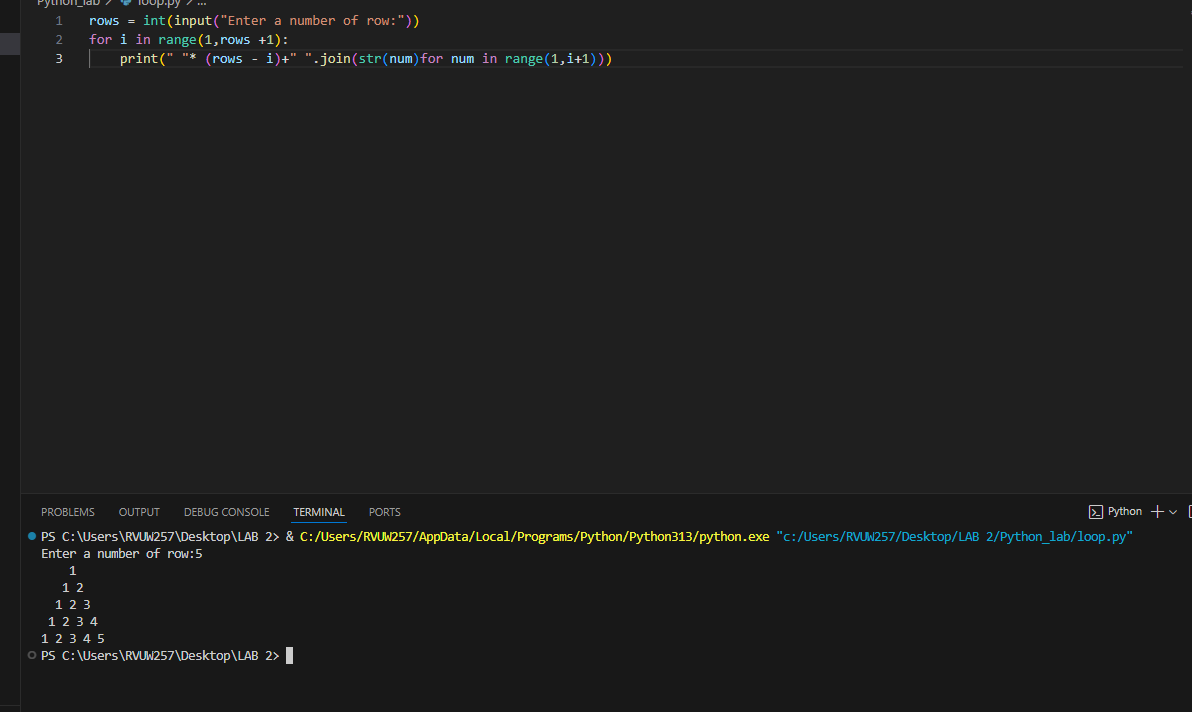 Python_lab > loop.py > ...
1 rows = int(input("Enter a number of row:"))
2 for i in range(1,rows +1):
3     print(" "* (rows - i)+" ".join(str(num)for num in range(1,i+1)))
PROBLEMS OUTPUT DEBUG CONSOLE TERMINAL PORTS Python
PS C:\Users\RVUW257\Desktop\LAB 2> & C:/Users/RVUW257/AppData/Local/Programs/Python/Python313/python.exe "c:/Users/RVUW257/Desktop/LAB 2/Python_lab/loop.py"
Enter a number of row:5
    1
   1 2
  1 2 3
 1 2 3 4
1 2 3 4 5
PS C:\Users\RVUW257\Desktop\LAB 2>